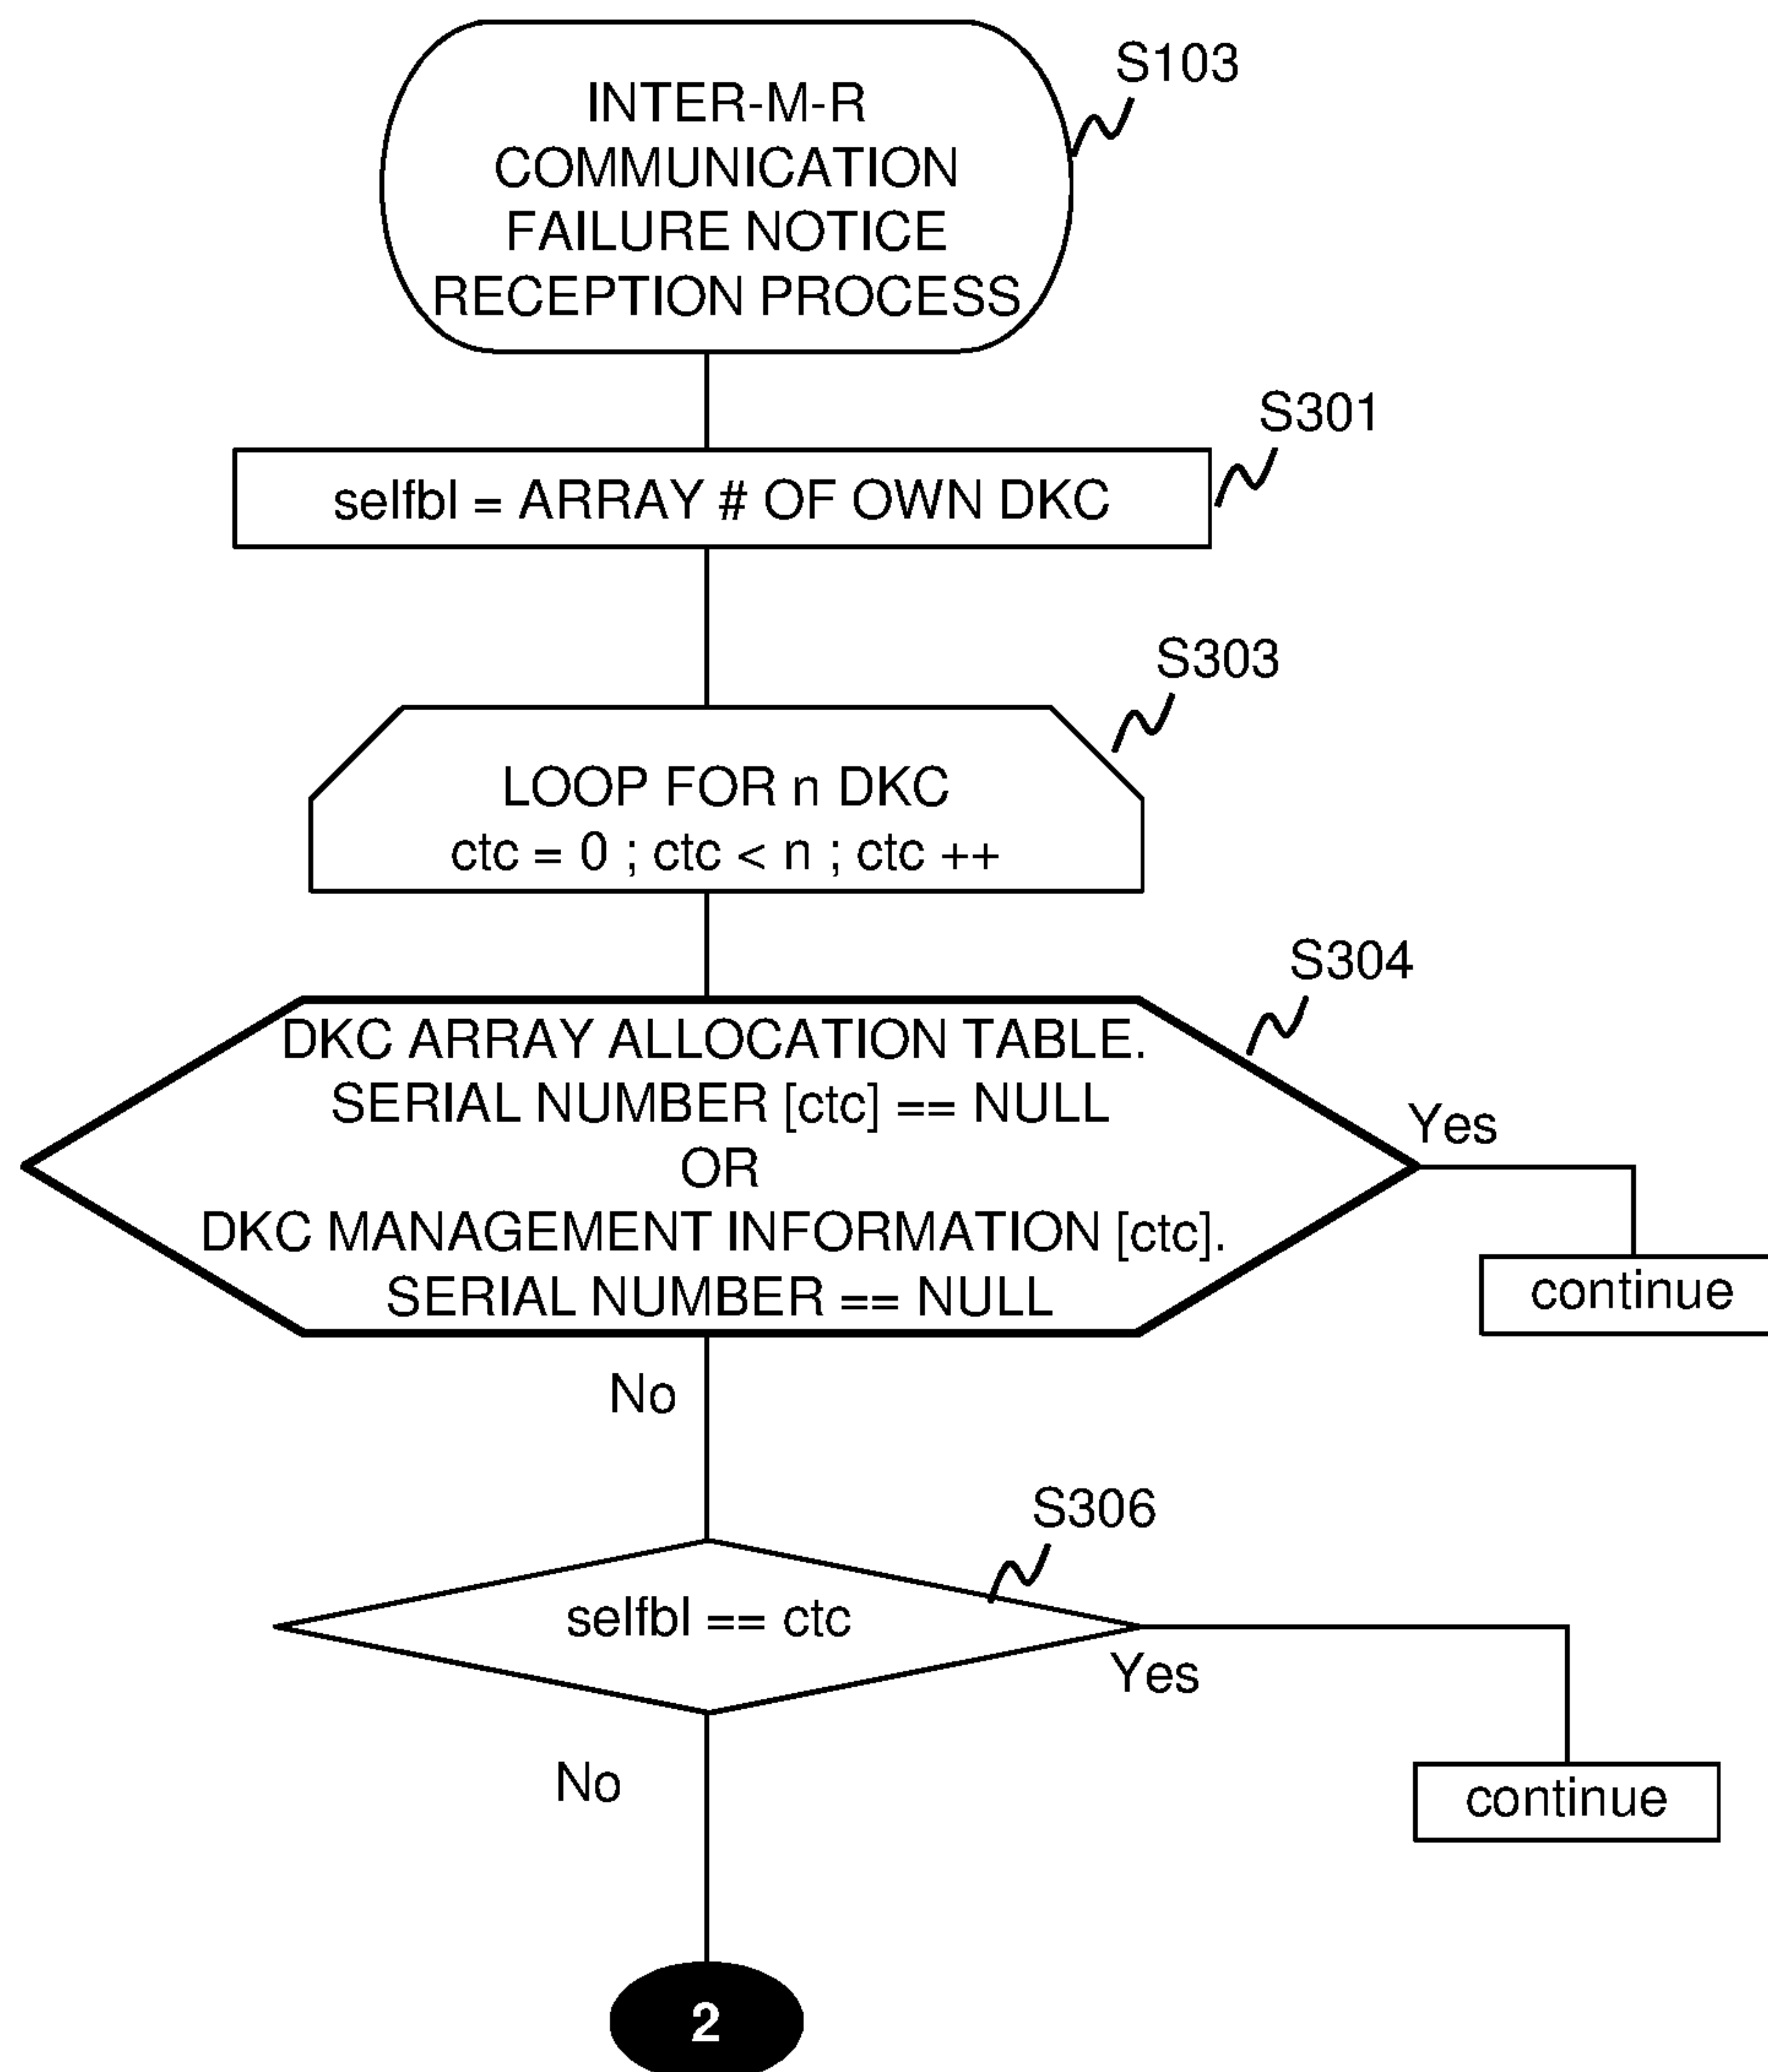 S103
INTER-M-R
COMMUNICATION
FAILURE NOTICE
RECEPTION PROCESS
S301
selfbl = ARRAY # OF OWN DKC
S303
LOOP FOR n DKC
ctc = 0 ; ctc < n ; ctc ++
S304
DKC ARRAY ALLOCATION TABLE.
SERIAL NUMBER [ctc] == NULL
OR
DKC MANAGEMENT INFORMATION [ctc].
SERIAL NUMBER == NULL
Yes
continue
No
S306
selfbl == ctc
Yes
No
continue
2